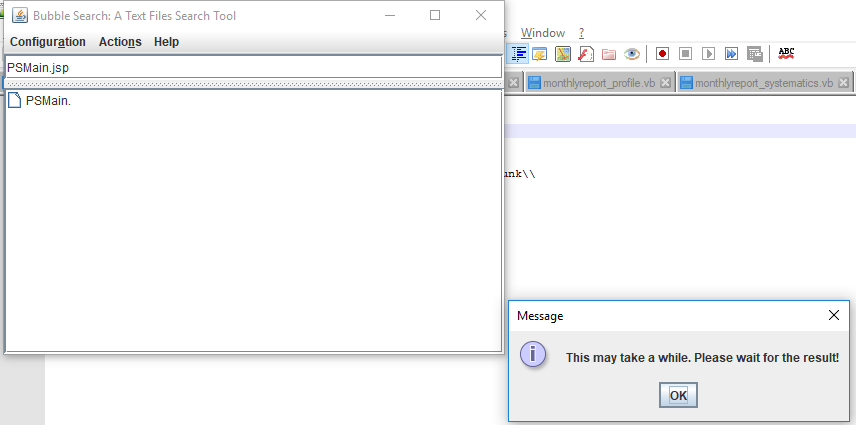 Bubble Search: A Text Files Search Tool
Configuration Actions Help
PSMain.jsp
PSMain.
s Window ?
ABC
monthlyreport_profile.vb
monthlyreport_systematics.vb
unk\\
Message
This may take a while. Please wait for the result!
OK